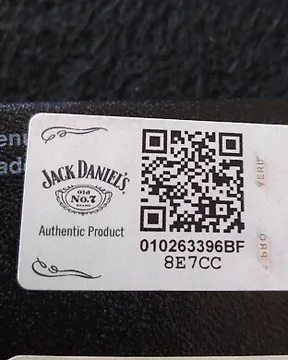 JACK DANIEL'S
Old
No.7
BRAND
Authentic Product
010263396BF
8E7CC